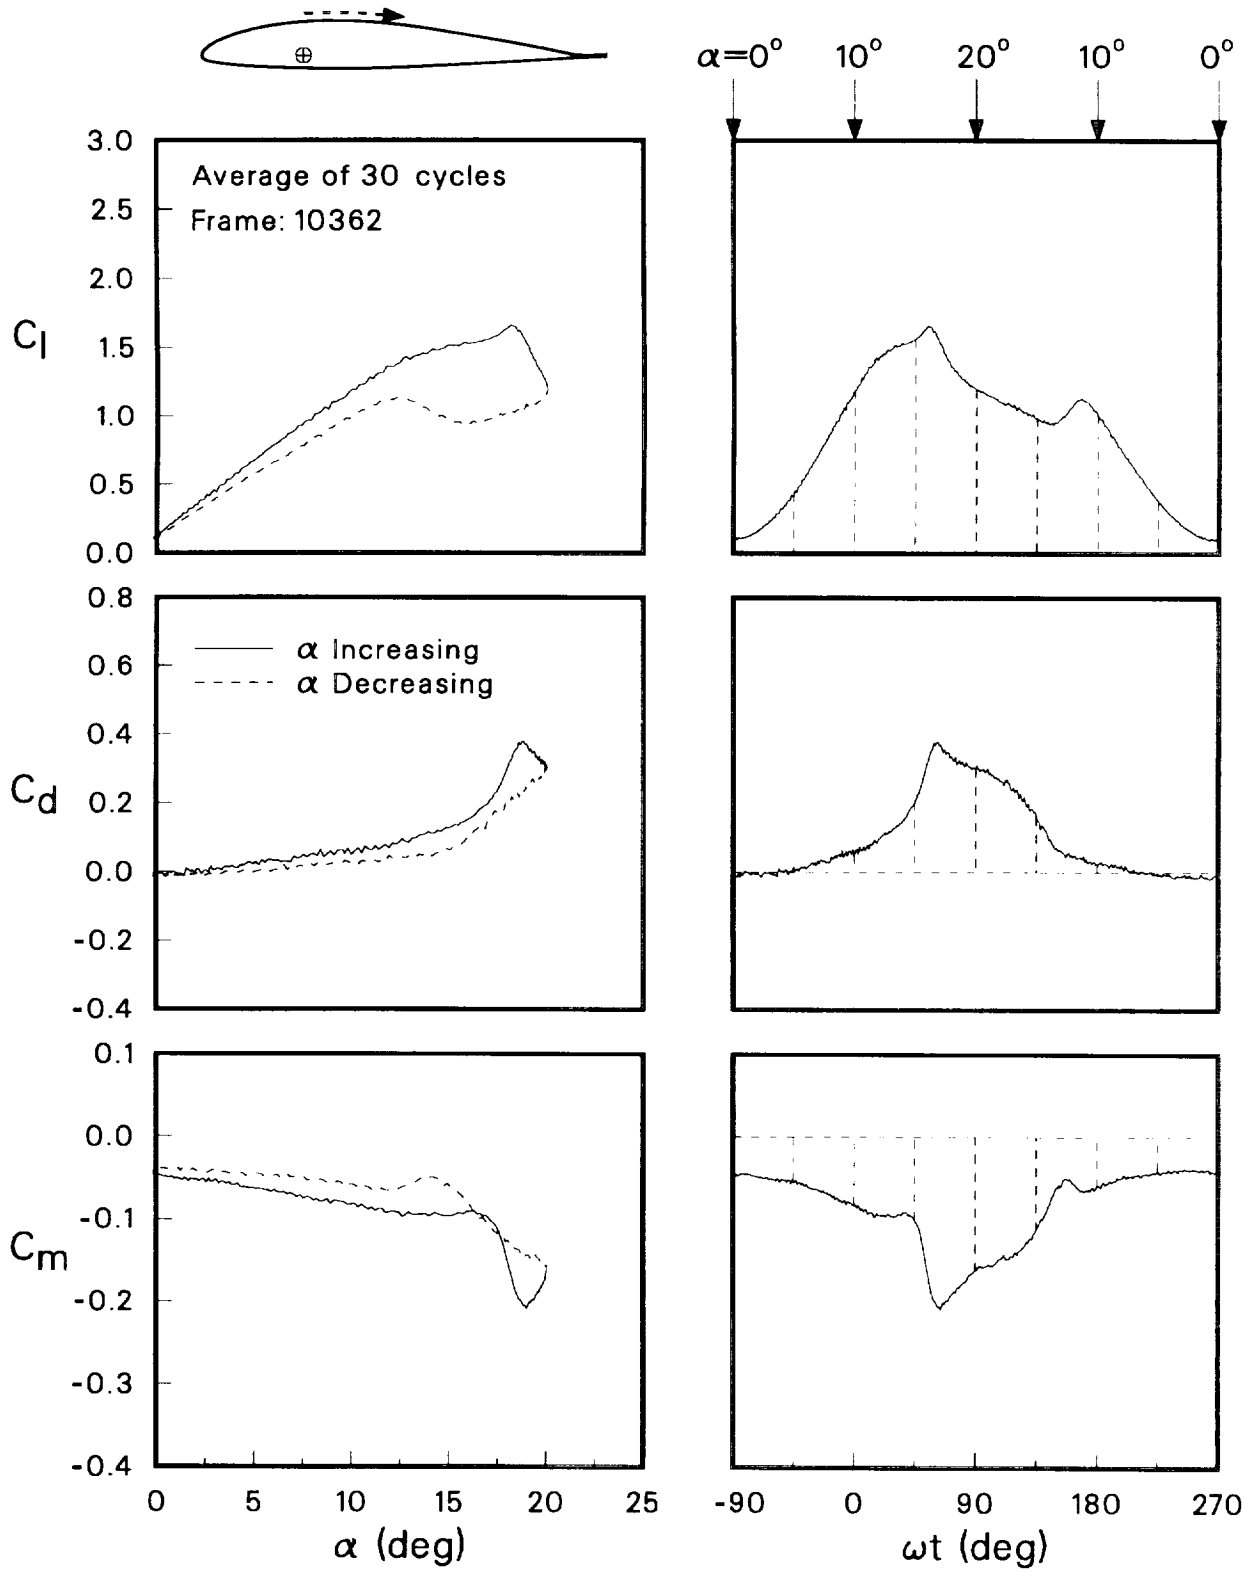 α=0° 10° 20° 10° 0°
Average of 30 cycles
Frame: 10362
3.0
2.5
2.0
1.5
1.0
0.5
0.0
Cl
α Increasing
α Decreasing
0.8
0.6
0.4
0.2
0.0
-0.2
-0.4
Cd
0.1
0.0
-0.1
-0.2
-0.3
-0.4
Cm
0 5 10 15 20 25
α (deg)
-90 0 90 180 270
ωt (deg)